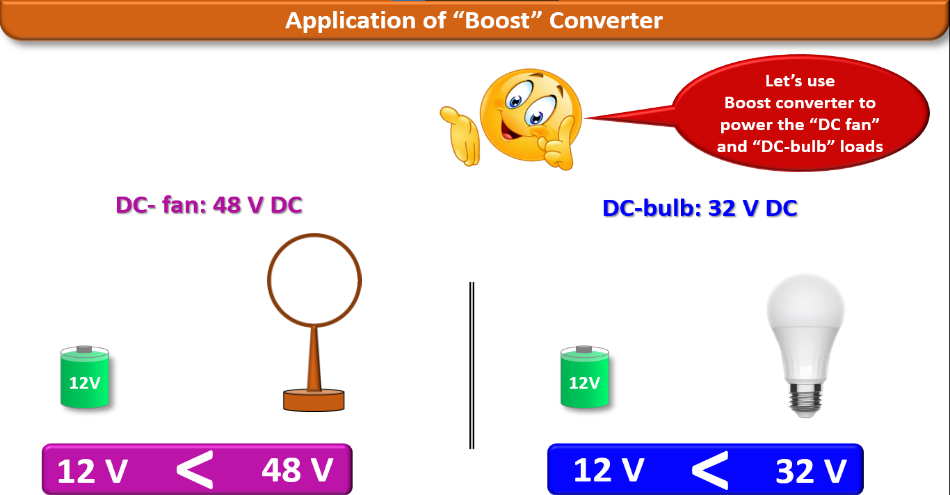 Application of “Boost” Converter
Let’s use
Boost converter to
power the “DC fan”
and “DC-bulb” loads
DC- fan: 48 V DC
DC-bulb: 32 V DC
12V
12V
12 V < 48 V
12 V < 32 V